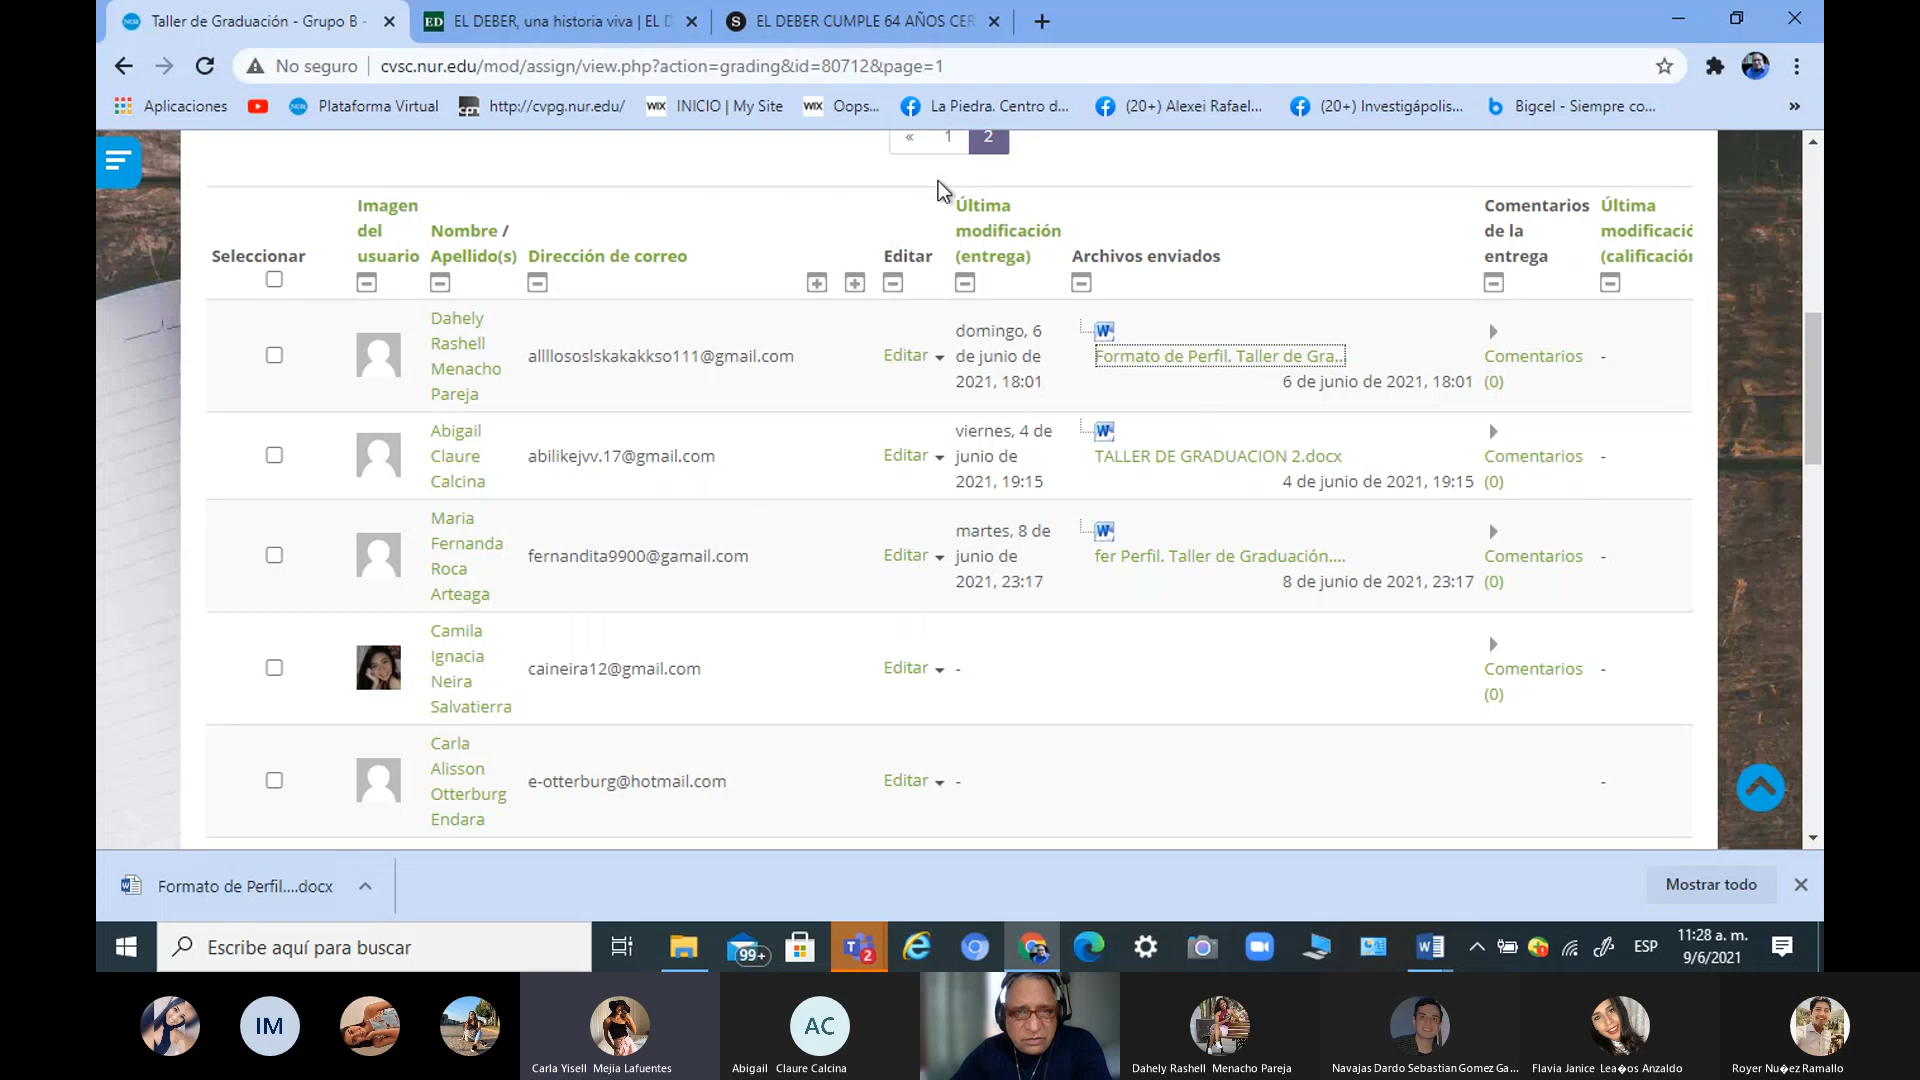 Taller de Graduación - Grupo B -
EL DEBER, una historia viva | EL D
EL DEBER CUMPLE 64 AÑOS CER
No seguro
cvsc.nur.edu/mod/assign/view.php?action=grading&id=80712&page=1
Aplicaciones
Plataforma Virtual
http://cvpg.nur.edu/
INICIO | My Site
Oops...
La Piedra. Centro d...
(20+) Alexei Rafael...
(20+) Investigápolis...
Bigcel - Siempre co...
»
« 1 2
Seleccionar
Imagen
del
usuario
Nombre /
Apellido(s)
Dirección de correo
Editar
Última
modificación
(entrega)
Archivos enviados
Comentarios
de la
entrega
Última
modificació
(calificación
Dahely
Rashell
Menacho
Pareja
allllososlskakakkso111@gmail.com
Editar
domingo, 6
de junio de
2021, 18:01
Formato de Perfil. Taller de Gra...
6 de junio de 2021, 18:01
Comentarios
(0)
-
Abigail
Claure
Calcina
abilikejvv.17@gmail.com
Editar
viernes, 4 de
junio de
2021, 19:15
TALLER DE GRADUACION 2.docx
4 de junio de 2021, 19:15
Comentarios
(0)
-
Maria
Fernanda
Roca
Arteaga
fernandita9900@gamail.com
Editar
martes, 8 de
junio de
2021, 23:17
fer Perfil. Taller de Graduación....
8 de junio de 2021, 23:17
Comentarios
(0)
-
Camila
Ignacia
Neira
Salvatierra
caineira12@gmail.com
Editar
-
Comentarios
(0)
-
Carla
Alisson
Otterburg
Endara
e-otterburg@hotmail.com
Editar
-
-
Formato de Perfil....docx
Mostrar todo
Escribe aquí para buscar
99+
2
ESP
11:28 a. m.
9/6/2021
IM
Carla Yisell Mejia Lafuentes
AC
Abigail Claure Calcina
Dahely Rashell Menacho Pareja
Navajas Dardo Sebastian Gomez Ga...
Flavia Janice Lea�os Anzaldo
Royer Nu�ez Ramallo